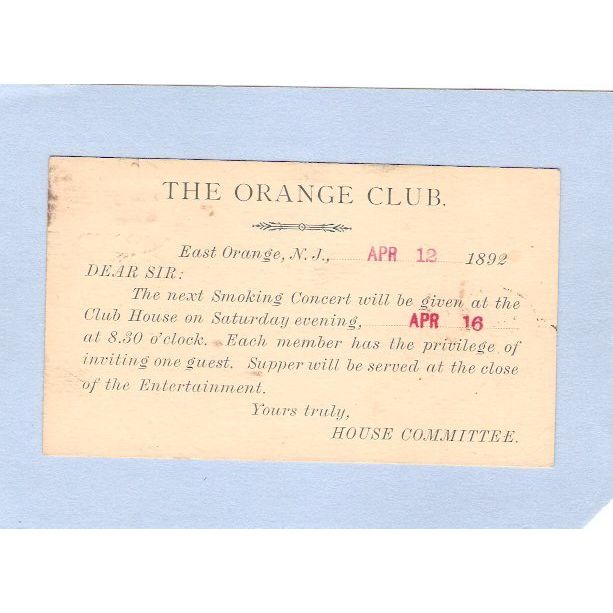 THE ORANGE CLUB.
East Orange, N. J., APR 12 1892
DEAR SIR:
The next Smoking Concert will be given at the
Club House on Saturday evening, APR 16
at 8.30 o'clock. Each member has the privilege of
inviting one guest. Supper will be served at the close
of the Entertainment.
Yours truly,
HOUSE COMMITTEE.